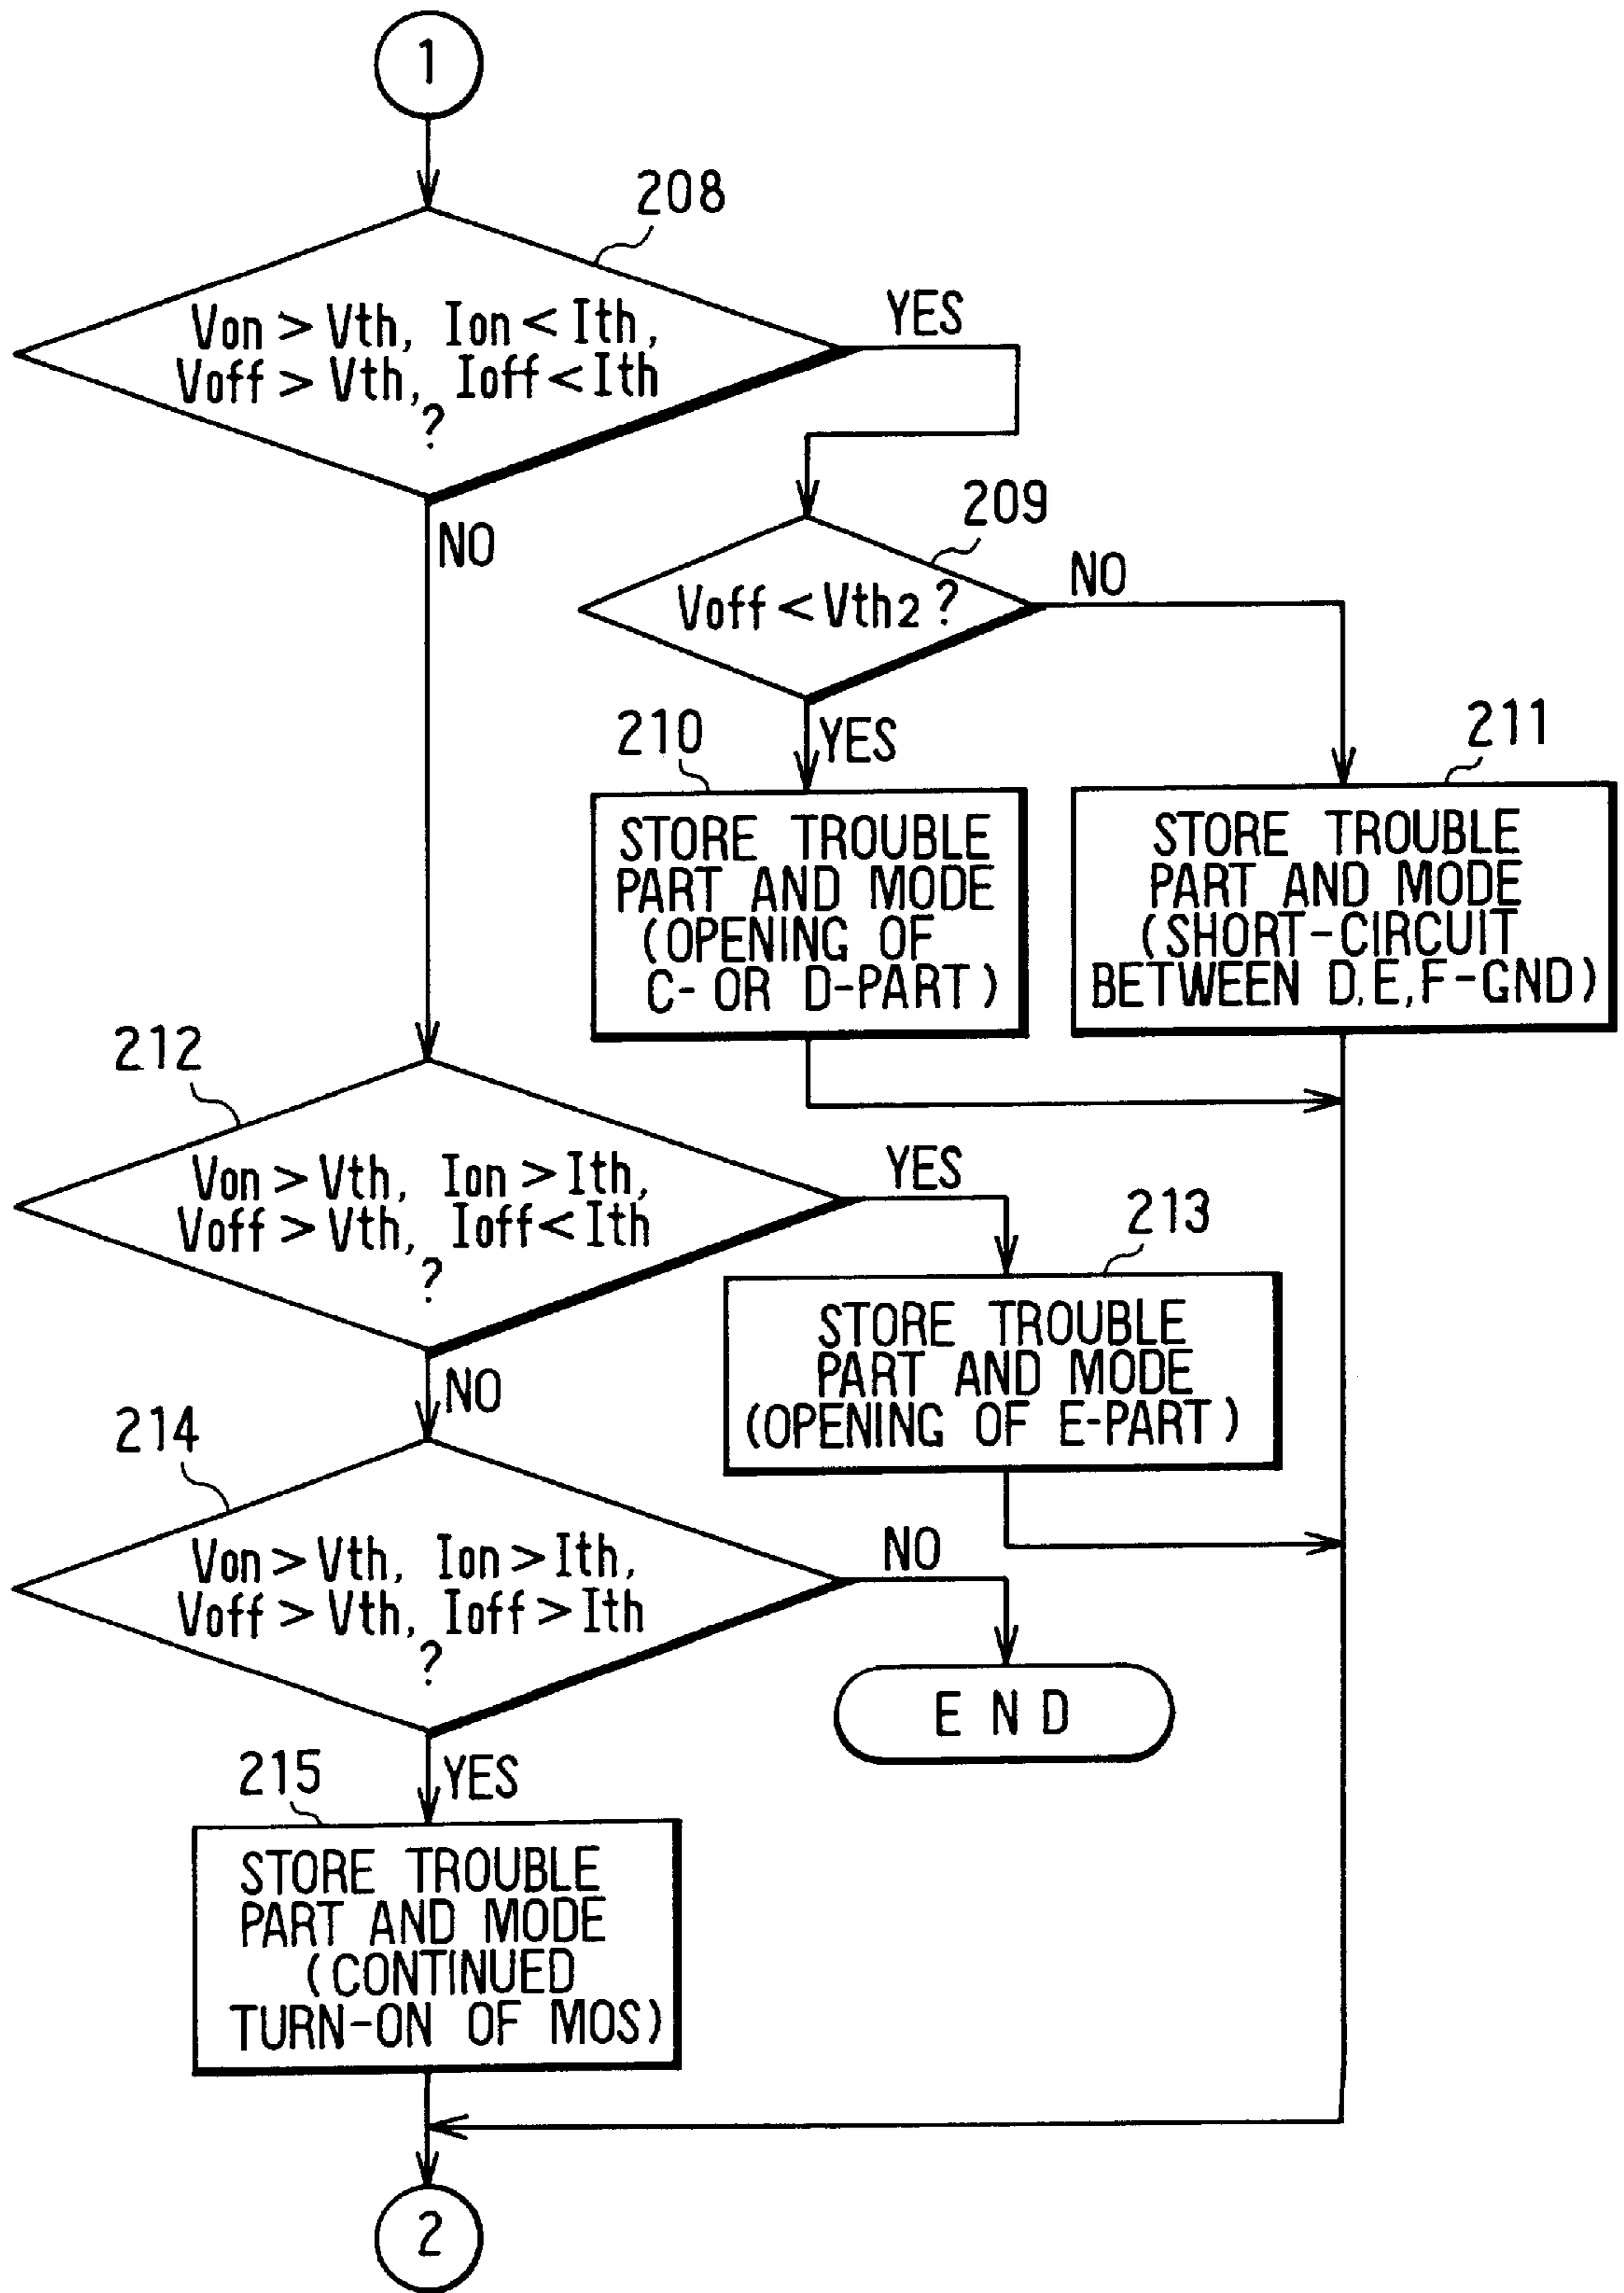 1
208
Von > Vth, Ion < Ith,
Voff > Vth, Ioff < Ith
?
YES
NO
209
Voff < Vth2 ?
NO
YES
210
STORE TROUBLE
PART AND MODE
(OPENING OF
C- OR D-PART)
211
STORE TROUBLE
PART AND MODE
(SHORT-CIRCUIT
BETWEEN D,E,F-GND)
212
Von > Vth, Ion > Ith,
Voff > Vth, Ioff < Ith
?
YES
NO
213
STORE TROUBLE
PART AND MODE
(OPENING OF E-PART)
214
Von > Vth, Ion > Ith,
Voff > Vth, Ioff > Ith
?
NO
END
YES
215
STORE TROUBLE
PART AND MODE
(CONTINUED
TURN-ON OF MOS)
2